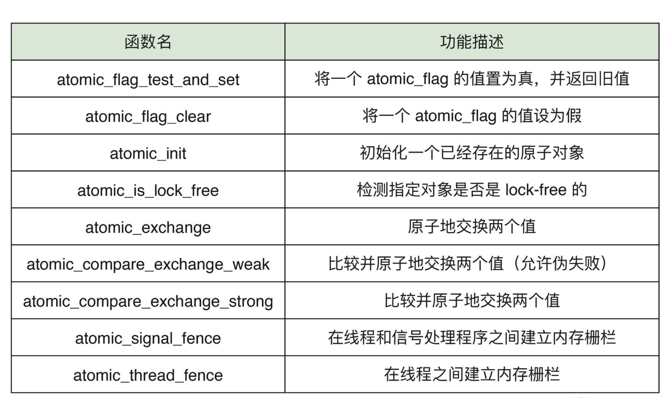 函数名 功能描述
atomic_flag_test_and_set 将一个 atomic_flag 的值置为真，并返回旧值
atomic_flag_clear 将一个 atomic_flag 的值设为假
atomic_init 初始化一个已经存在的原子对象
atomic_is_lock_free 检测指定对象是否是 lock-free 的
atomic_exchange 原子地交换两个值
atomic_compare_exchange_weak 比较并原子地交换两个值（允许伪失败）
atomic_compare_exchange_strong 比较并原子地交换两个值
atomic_signal_fence 在线程和信号处理程序之间建立内存栅栏
atomic_thread_fence 在线程之间建立内存栅栏